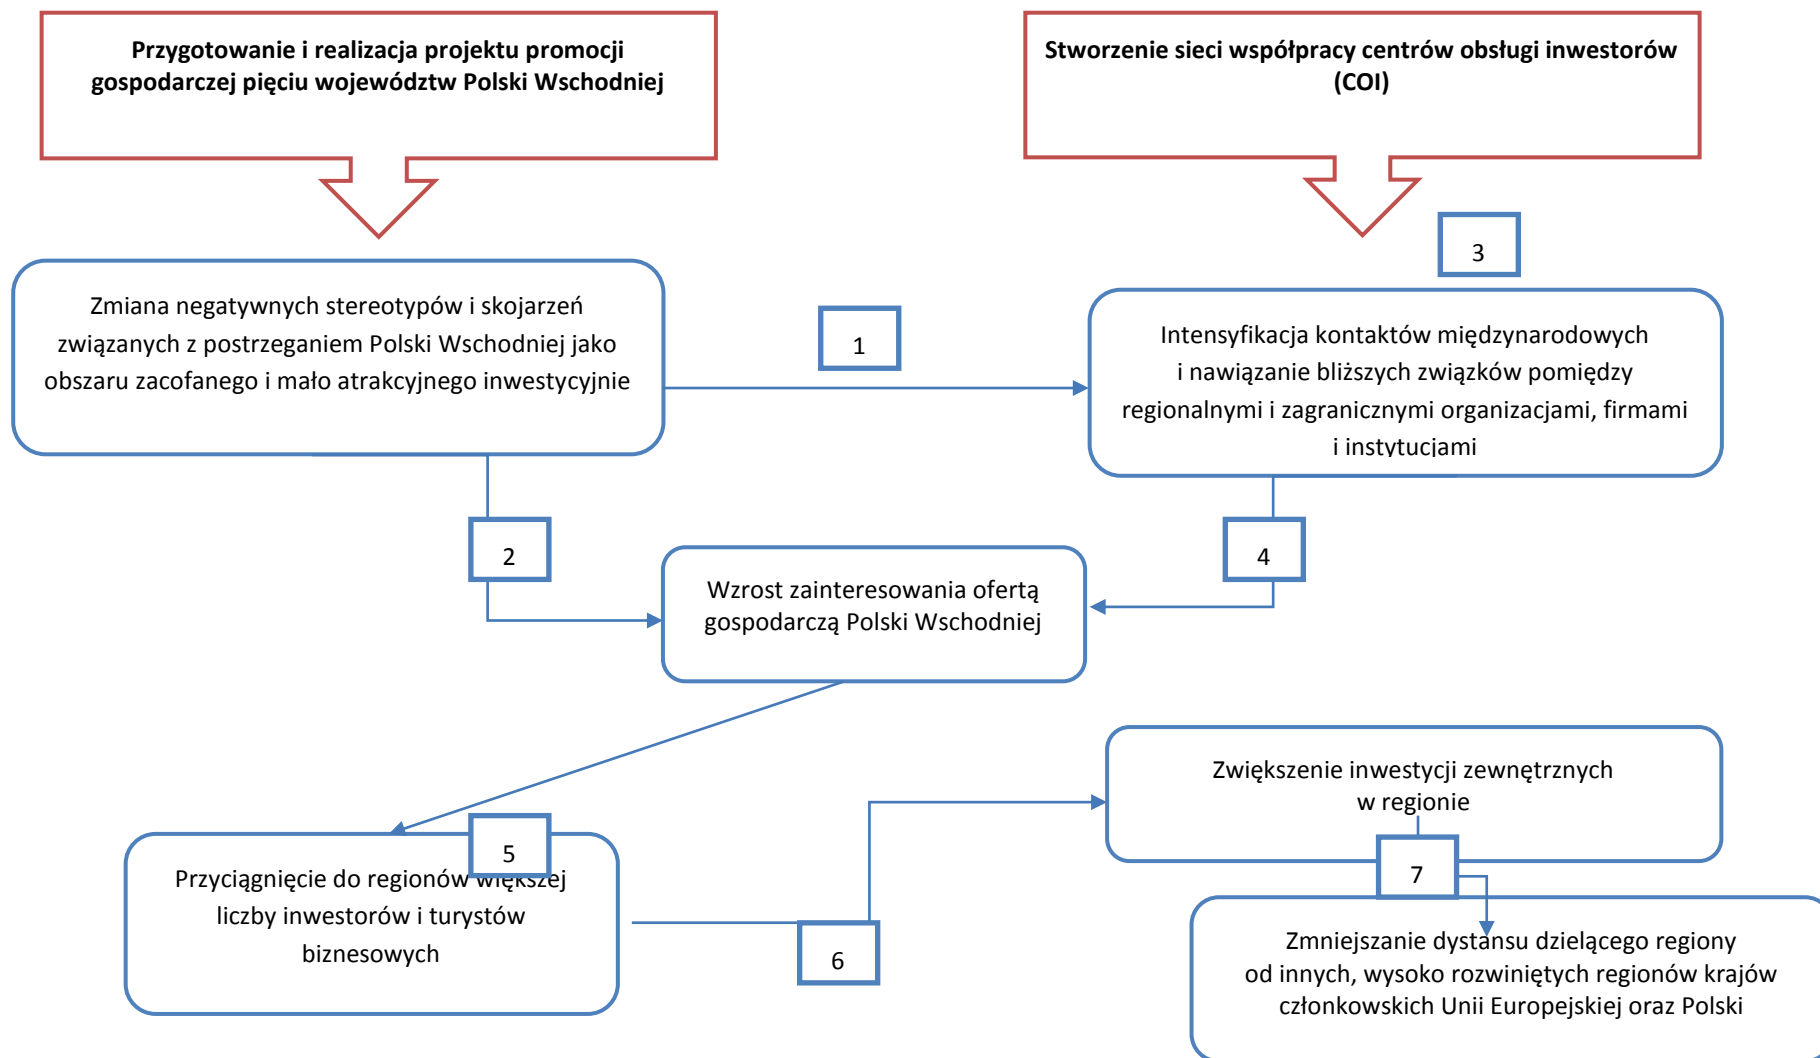 Przygotowanie i realizacja projektu promocji
gospodarczej pięciu województw Polski Wschodniej
Stworzenie sieci współpracy centrów obsługi inwestorów
(COI)
3
Zmiana negatywnych stereotypów i skojarzeń
związanych z postrzeganiem Polski Wschodniej jako
obszaru zacofanego i mało atrakcyjnego inwestycyjnie
1
Intensyfikacja kontaktów międzynarodowych
i nawiązanie bliższych związków pomiędzy
regionalnymi i zagranicznymi organizacjami, firmami
i instytucjami
2
4
Wzrost zainteresowania ofertą
gospodarczą Polski Wschodniej
Zwiększenie inwestycji zewnętrznych
w regionie
5
7
Przyciągnięcie do regionów większej
liczby inwestorów i turystów
biznesowych
6
Zmniejszanie dystansu dzielącego regiony
od innych, wysoko rozwiniętych regionów krajów
członkowskich Unii Europejskiej oraz Polski